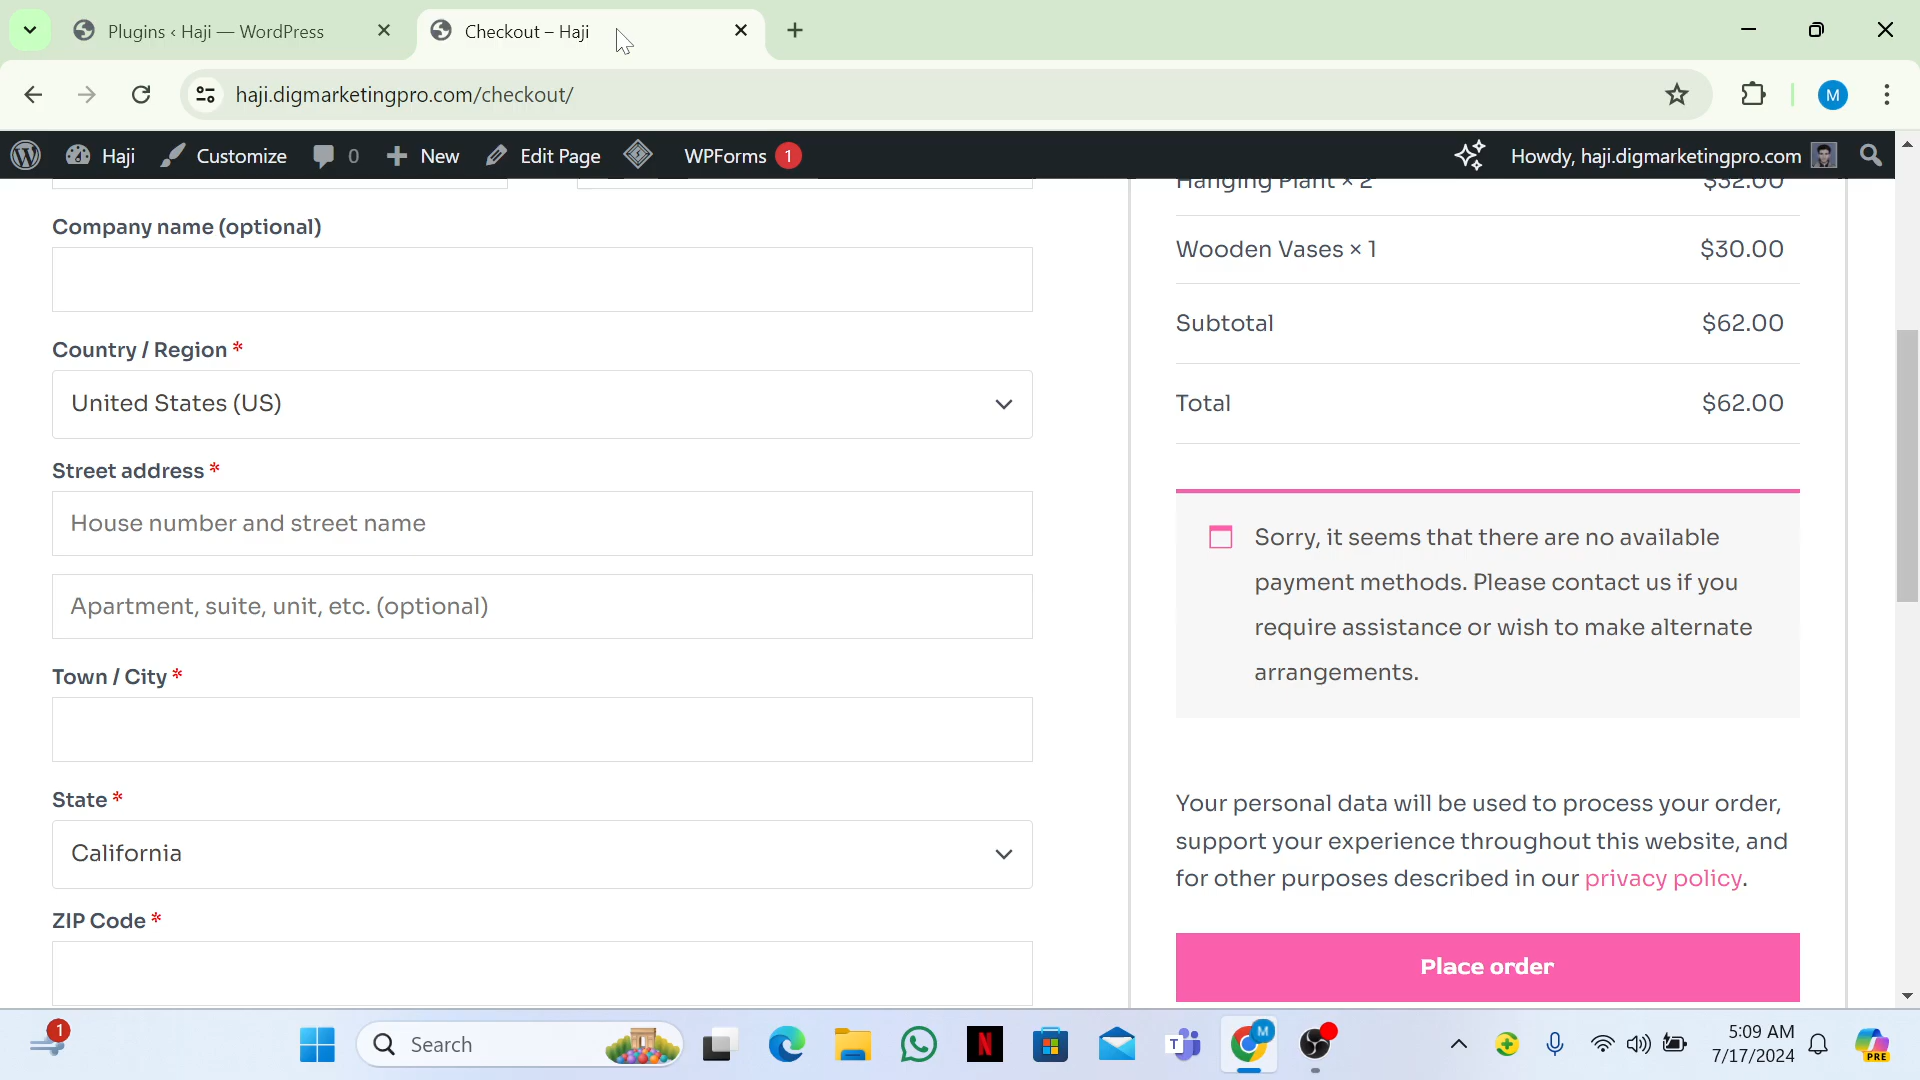 Plugins ‹ Haji — WordPress
Checkout – Haji
haji.digmarketingpro.com/checkout/
M
Haji
Customize
0
New
Edit Page
WPForms 1
Howdy, haji.digmarketingpro.com
Company name (optional)
Country / Region *
United States (US)
Street address *
House number and street name
Apartment, suite, unit, etc. (optional)
Town / City *
State *
California
ZIP Code *
Hanging Plant × 2 $32.00
Wooden Vases × 1 $30.00
Subtotal $62.00
Total $62.00
Sorry, it seems that there are no available
payment methods. Please contact us if you
require assistance or wish to make alternate
arrangements.
Your personal data will be used to process your order,
support your experience throughout this website, and
for other purposes described in our privacy policy.
Place order
1
Search
N
T
M
5:09 AM
7/17/2024
PRE